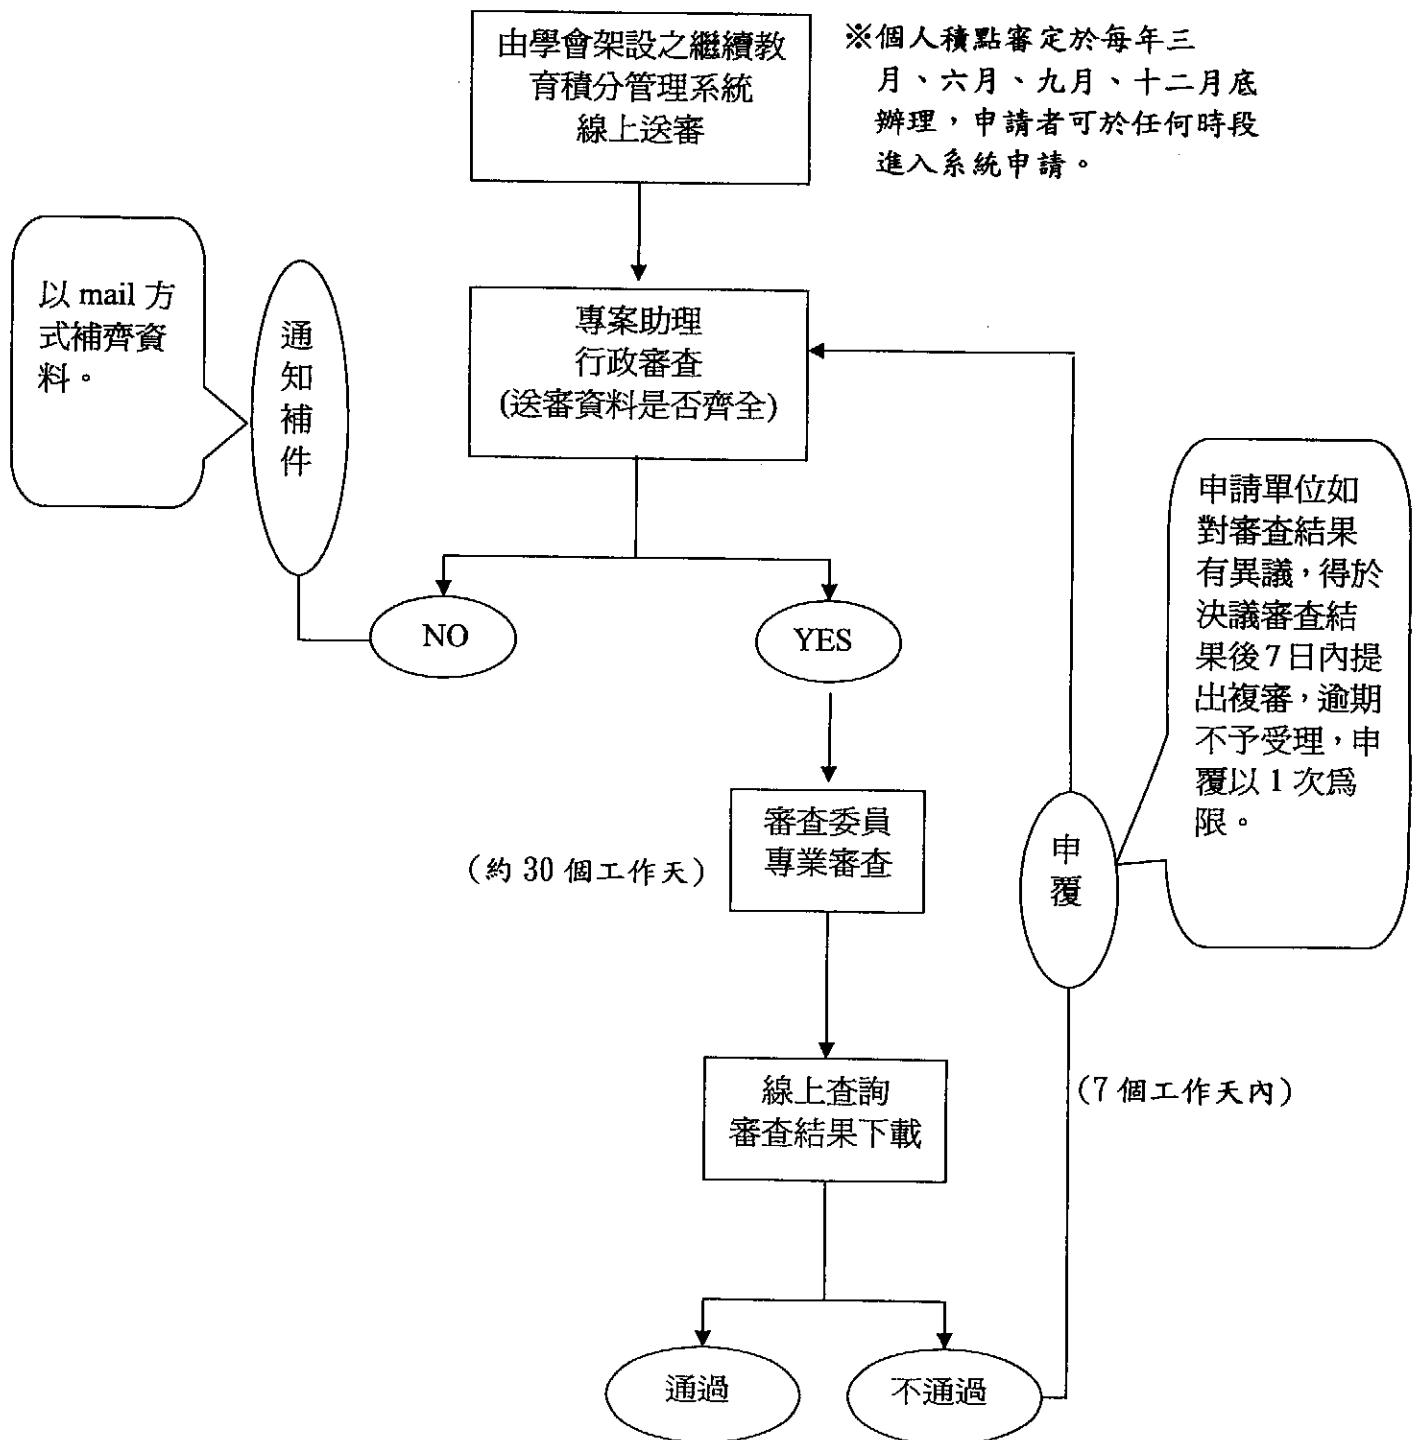 由學會架設之繼續教
育積分管理系統
線上送審
※個人積點審定於每年三
月、六月、九月、十二月底
辦理，申請者可於任何時段
進入系統申請。
以 mail 方
式補齊資
料。
通
知
補
件
專案助理
行政審查
(送審資料是否齊全)
NO
YES
申請單位如
對審查結果
有異議，得於
決議審查結
果後7日內提
出複審，逾期
不予受理，申
覆以1次爲
限。
審查委員
專業審查
(約 30 個工作天)
申
覆
線上查詢
審查結果下載
(7 個工作天內)
通過
不通過